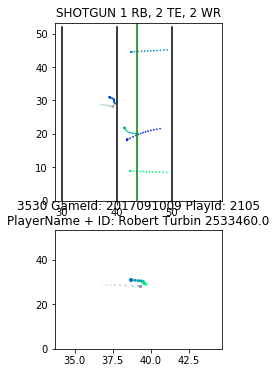 SHOTGUN 1 RB, 2 TE, 2 WR
50
40
30
20
10
0
30 40 50
3530 GameId: 2017091009 PlayId: 2105
PlayerName + ID: Robert Turbin 2533460.0
40
20
0
35.0 37.5 40.0 42.5